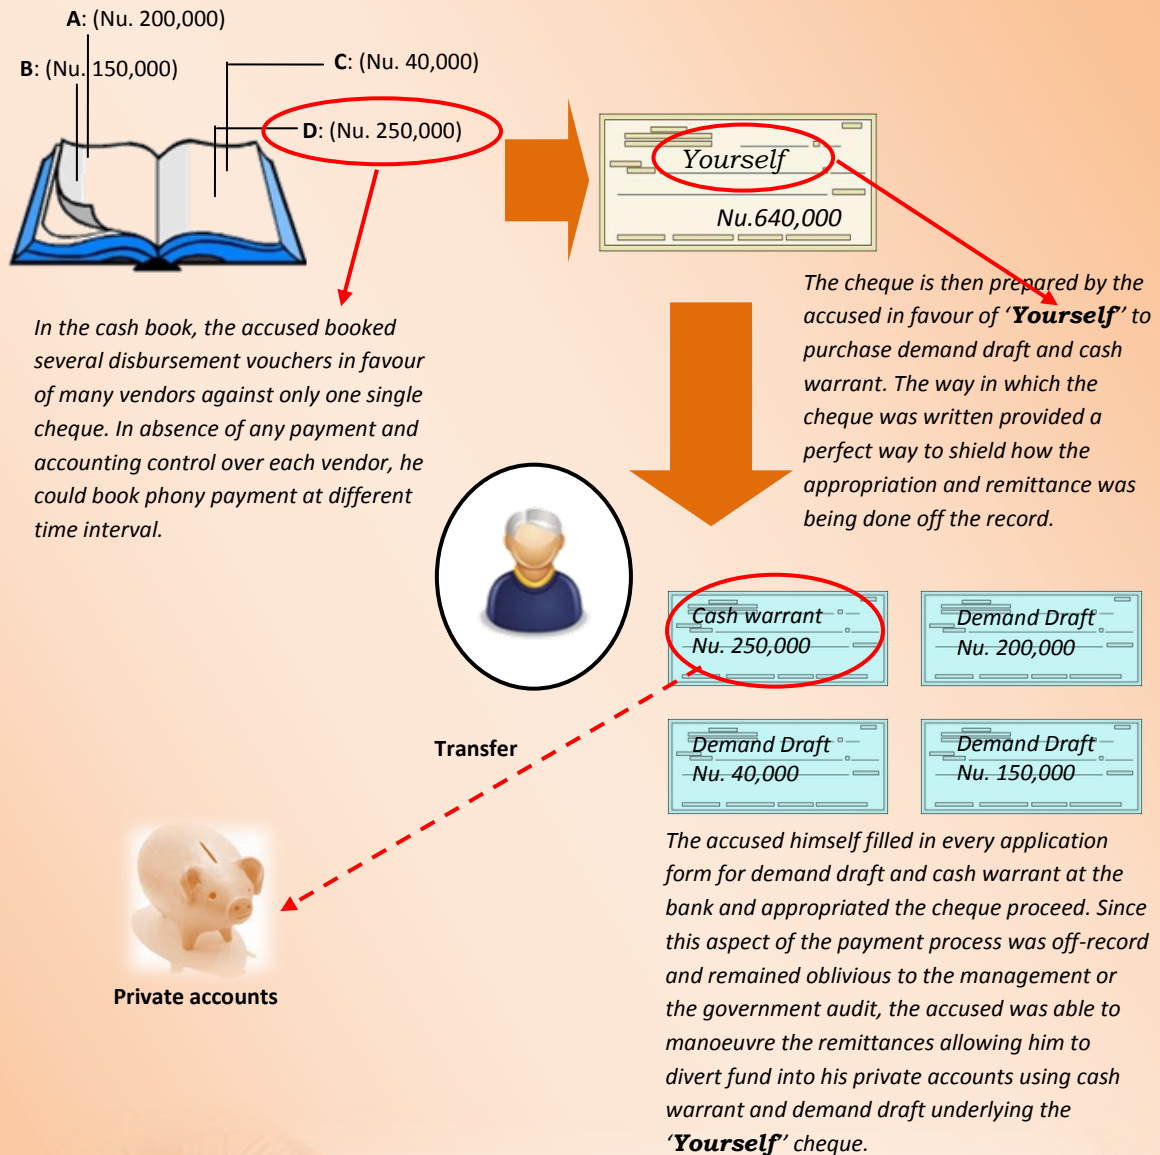 A: (Nu. 200,000)
B: (Nu. 150,000)
C: (Nu. 40,000)
D: (Nu. 250,000)
Yourself
Nu.640,000
In the cash book, the accused booked
several disbursement vouchers in favour
of many vendors against only one single
cheque. In absence of any payment and
accounting control over each vendor, he
could book phony payment at different
time interval.
The cheque is then prepared by the
accused in favour of ‘Yourself’’ to
purchase demand draft and cash
warrant. The way in which the
cheque was written provided a
perfect way to shield how the
appropriation and remittance was
being done off the record.
Cash warrant
Nu. 250,000
Demand Draft
Nu. 200,000
Demand Draft
Nu. 40,000
Demand Draft
Nu. 150,000
Transfer
Private accounts
The accused himself filled in every application
form for demand draft and cash warrant at the
bank and appropriated the cheque proceed. Since
this aspect of the payment process was off-record
and remained oblivious to the management or
the government audit, the accused was able to
manoeuvre the remittances allowing him to
divert fund into his private accounts using cash
warrant and demand draft underlying the
‘Yourself’’ cheque.